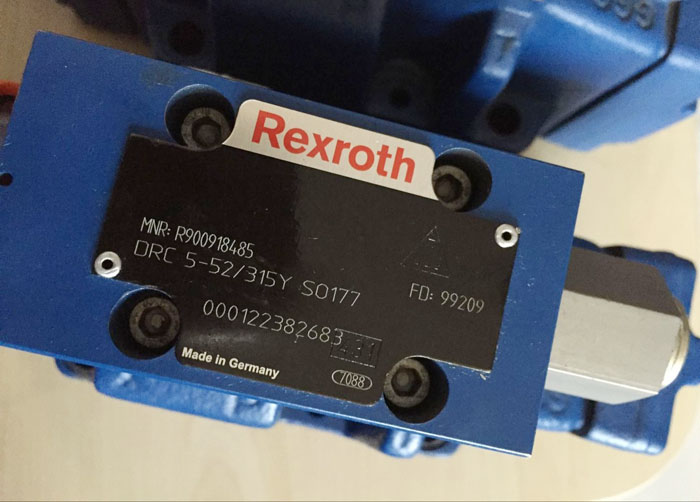 Rexroth
MNR: R900918485
DRC 5-52/315Y SO177
FD: 99209
000122382683
Made in Germany
7088